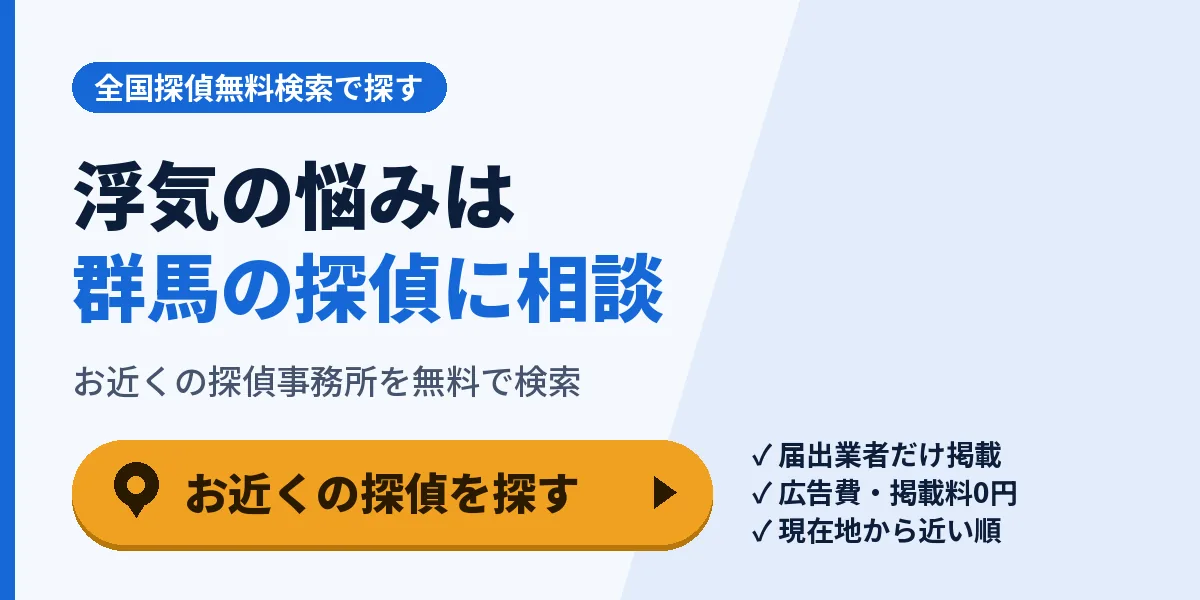 全国探偵無料検索で探す
浮気の悩みは
群馬の探偵に相談
お近くの探偵事務所を無料で検索
お近くの探偵を探す
✓届出業者だけ掲載
✓広告費・掲載料0円
✓現在地から近い順